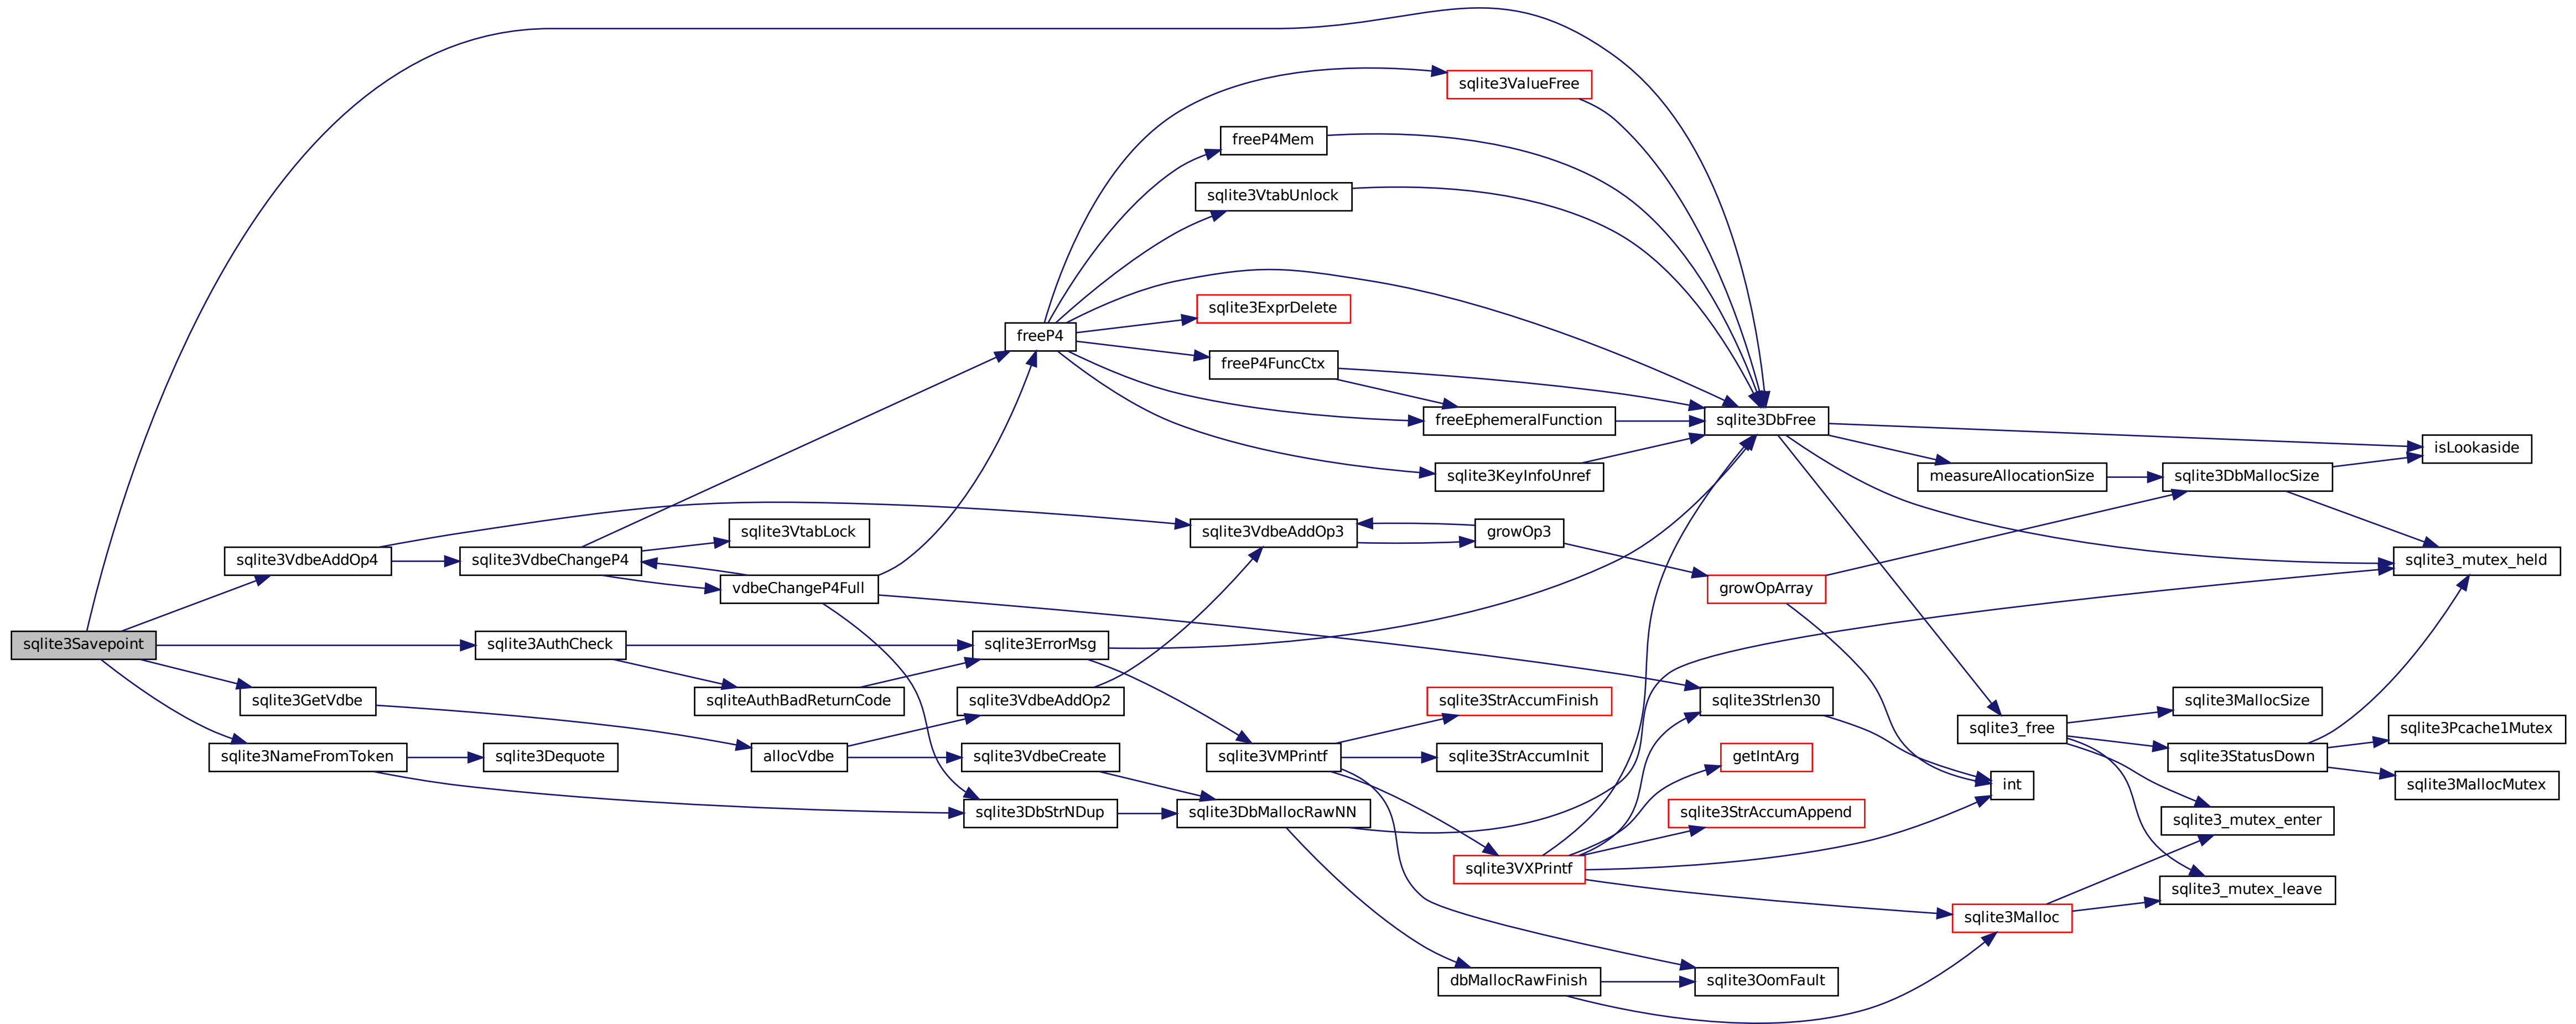 sqlite3ValueFree
freeP4Mem
sqlite3VtabUnlock
sqlite3ExprDelete
freeP4
freeP4FuncCtx
freeEphemeralFunction
sqlite3DbFree
isLookaside
sqlite3KeyInfoUnref
measureAllocationSize
sqlite3DbMallocSize
sqlite3VtabLock
sqlite3VdbeAddOp3
growOp3
sqlite3VdbeAddOp4
sqlite3VdbeChangeP4
sqlite3_mutex_held
vdbeChangeP4Full
growOpArray
sqlite3Savepoint
sqlite3AuthCheck
sqlite3ErrorMsg
sqlite3GetVdbe
sqliteAuthBadReturnCode
sqlite3VdbeAddOp2
sqlite3StrAccumFinish
sqlite3Strlen30
sqlite3MallocSize
sqlite3_free
sqlite3Pcache1Mutex
sqlite3NameFromToken
sqlite3Dequote
allocVdbe
sqlite3VdbeCreate
sqlite3VMPrintf
sqlite3StrAccumInit
getIntArg
sqlite3StatusDown
int
sqlite3MallocMutex
sqlite3DbStrNDup
sqlite3DbMallocRawNN
sqlite3StrAccumAppend
sqlite3_mutex_enter
sqlite3VXPrintf
sqlite3_mutex_leave
sqlite3Malloc
dbMallocRawFinish
sqlite3OomFault